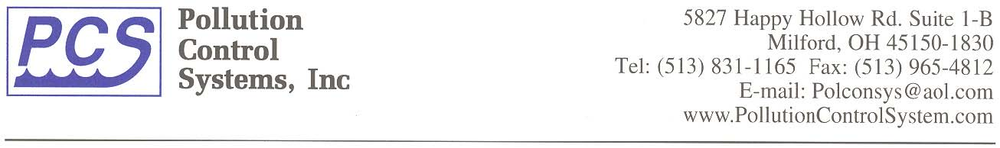 PCS
Pollution
Control
Systems, Inc
5827 Happy Hollow Rd. Suite 1-B
Milford, OH 45150-1830
Tel: (513) 831-1165 Fax: (513) 965-4812
E-mail: Polconsys@aol.com
www.PollutionControlSystem.com